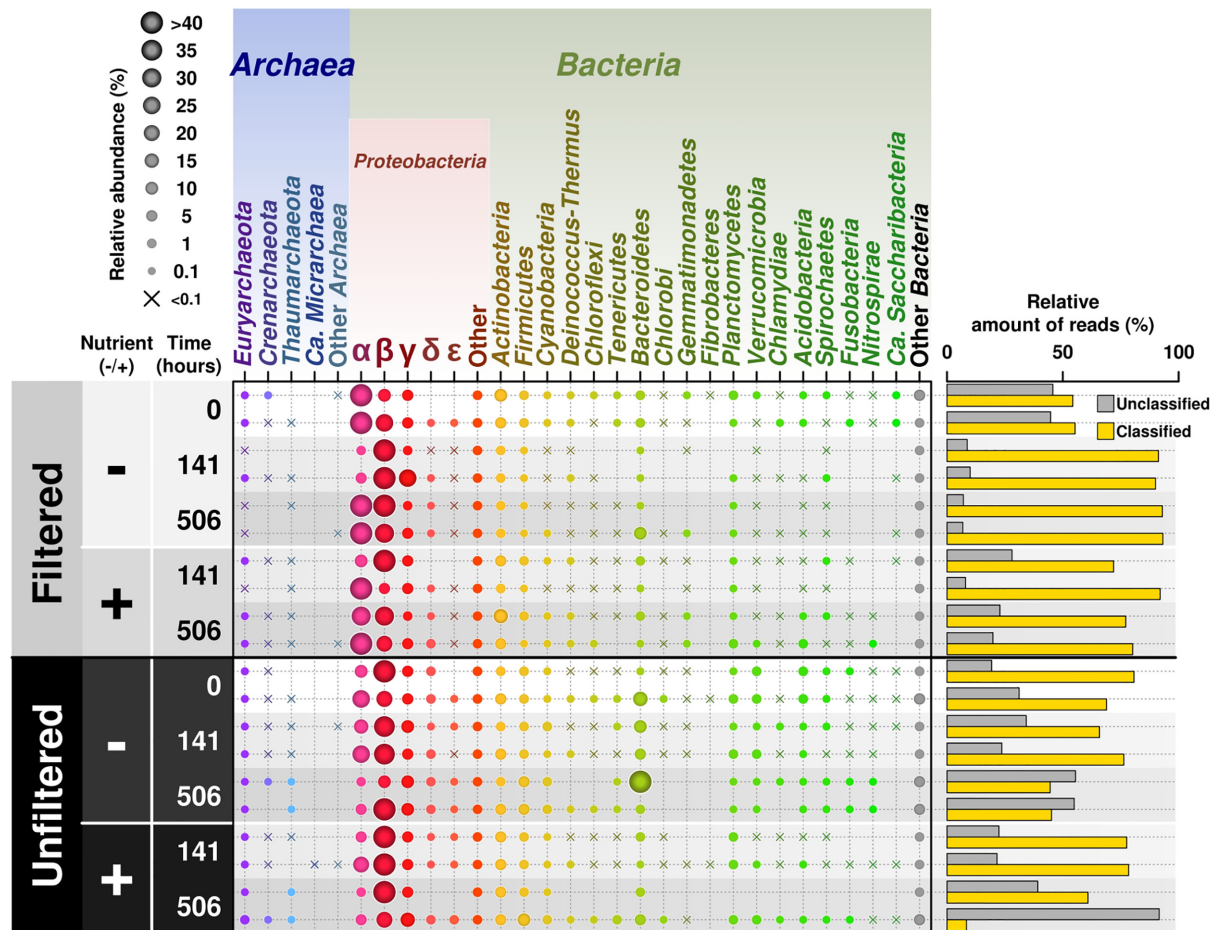 Relative abundance (%)
>40
35
30
25
20
15
10
5
1
0.1
<0.1
Archaea
Bacteria
Proteobacteria
Euryarchaeota
Crenarchaeota
Thaumarchaeota
Ca. Micrarchaea
Other Archaea
α
β
γ
δ
ε
Other
Actinobacteria
Firmicutes
Cyanobacteria
Deinococcus-Thermus
Chloroflexi
Tenericutes
Bacteroidetes
Chlorobi
Gemmatimonadetes
Fibrobacteres
Planctomycetes
Verrucomicrobia
Chlamydiae
Acidobacteria
Spirochaetes
Fusobacteria
Nitrospirae
Ca. Saccharibacteria
Other Bacteria
Relative
amount of reads (%)
0 50 100
Unclassified
Classified
Nutrient
(-/+)
Time
(hours)
Filtered
0
-
141
506
+
141
506
Unfiltered
0
-
141
506
+
141
506